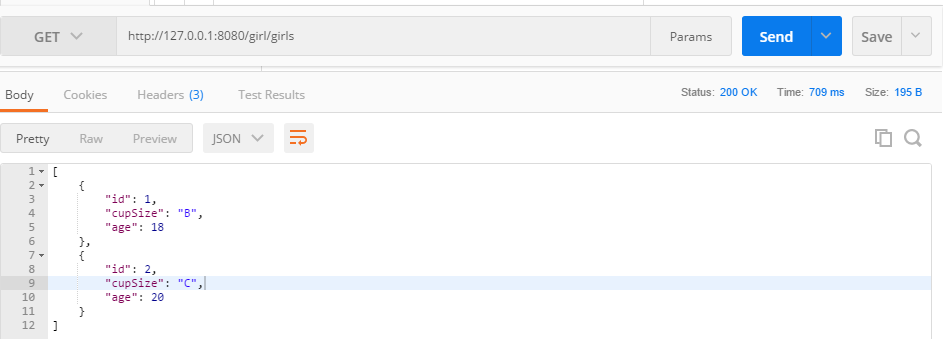 GET http://127.0.0.1:8080/girl/girls Params Send Save
Body Cookies Headers (3) Test Results Status: 200 OK Time: 709 ms Size: 195 B
Pretty Raw Preview JSON
1 [
2 {
3 "id": 1,
4 "cupSize": "B",
5 "age": 18
6 },
7 {
8 "id": 2,
9 "cupSize": "C",
10 "age": 20
11 }
12 ]